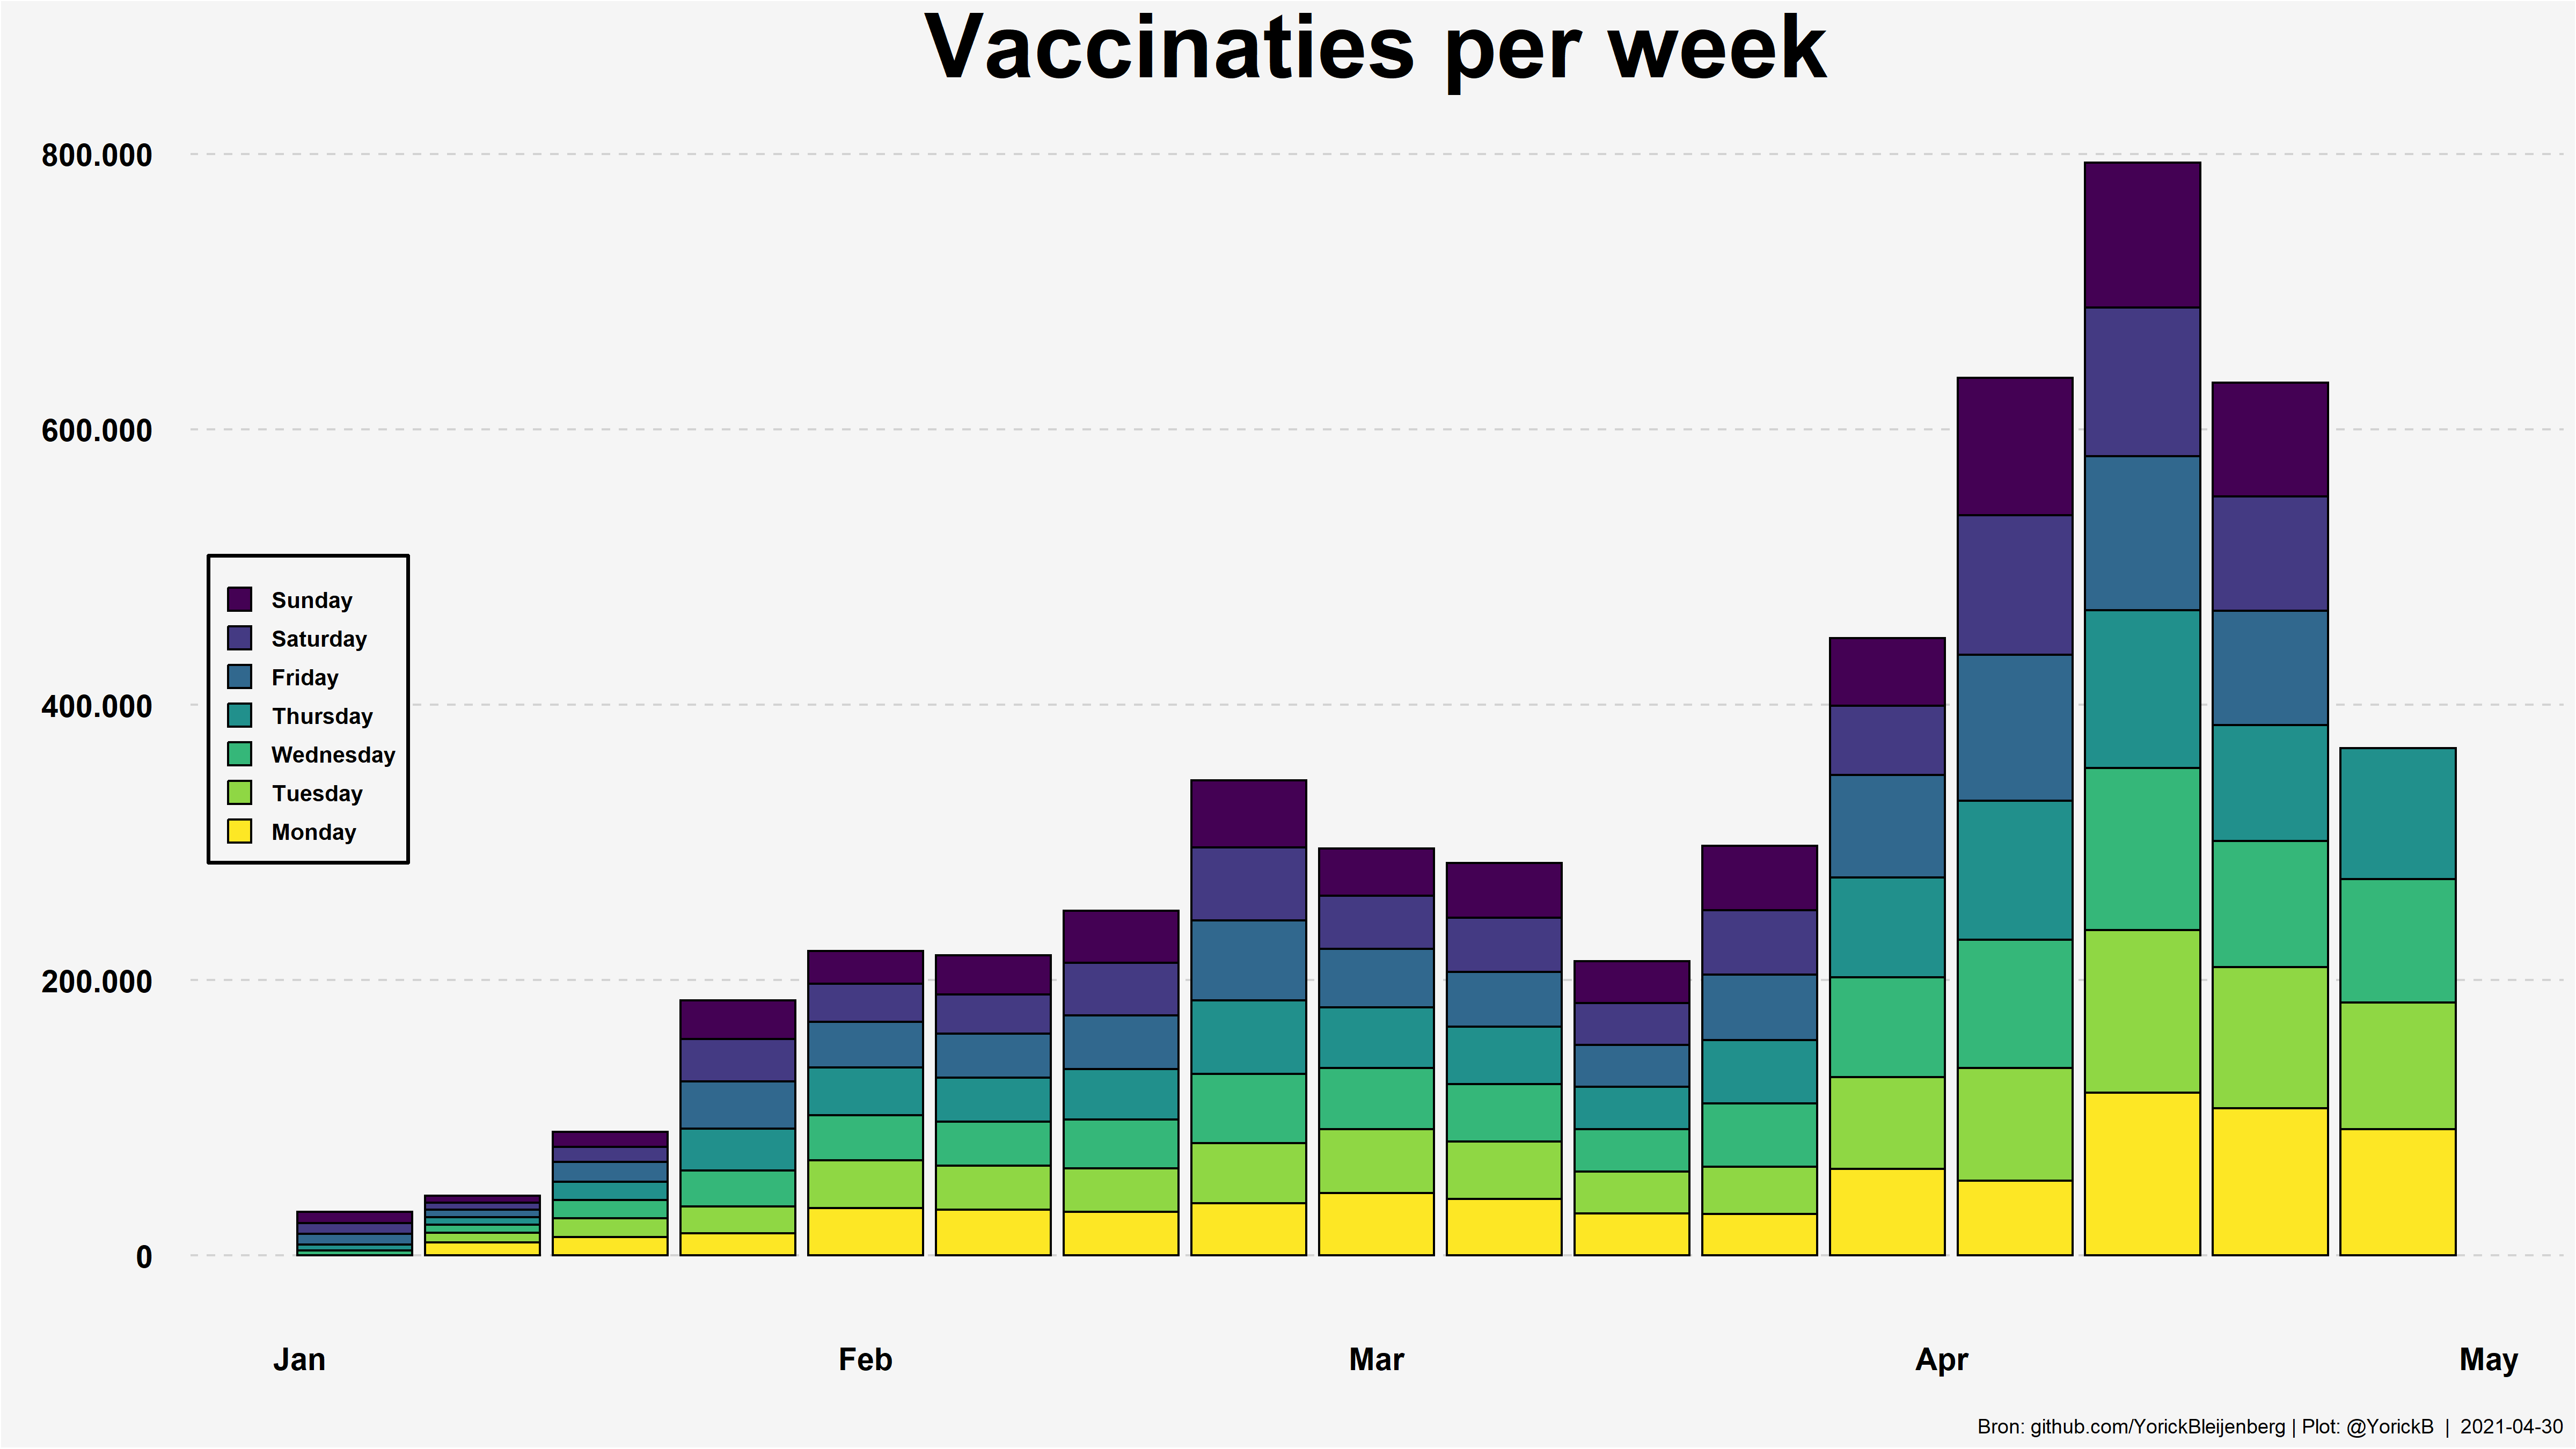 Vaccinaties per week
800.000
600.000
400.000
200.000
0
Sunday
Saturday
Friday
Thursday
Wednesday
Tuesday
Monday
Jan Feb Mar Apr May
Bron: github.com/YorickBleijenberg | Plot: @YorickB | 2021-04-30